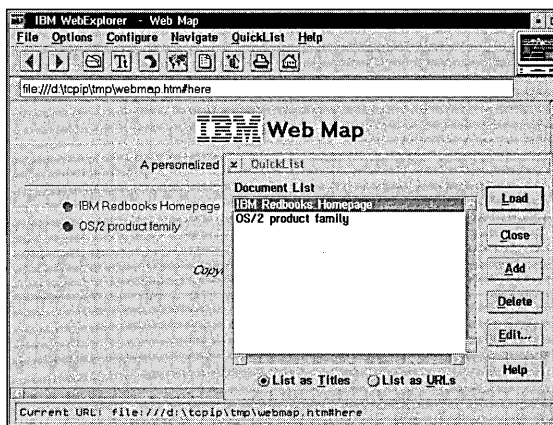 IBM WebExplorer - Web Map
File Options Configure Navigate QuickList Help
file:///d:\tcpip\tmp\webmap.htm#here
IBM Web Map
A personalized
QuickList
Document List
IBM Redbooks Homepage
OS/2 product family
Load
Close
Add
Delete
Edit...
Help
List as Titles List as URLs
IBM Redbooks Homepage
OS/2 product family
Copy
Current URL: file:///d:\tcpip\tmp\webmap.htm#here